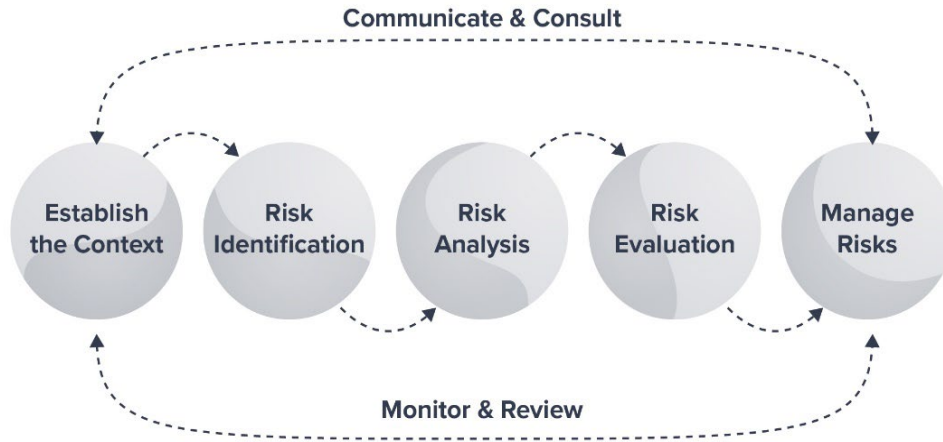 Communicate & Consult
Establish
the Context
Risk
Identification
Risk
Analysis
Risk
Evaluation
Manage
Risks
Monitor & Review